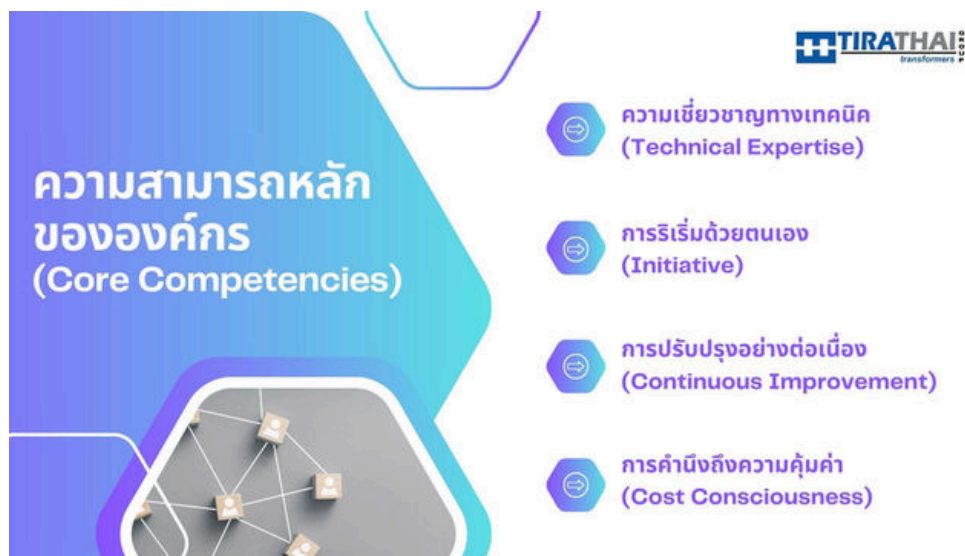 TIRATHAI
GROUP
transformers
ความสามารถหลัก
ขององค์กร
(Core Competencies)
ความเชี่ยวชาญทางเทคนิค
(Technical Expertise)
การริเริ่มด้วยตนเอง
(Initiative)
การปรับปรุงอย่างต่อเนื่อง
(Continuous Improvement)
การคำนึงถึงความคุ้มค่า
(Cost Consciousness)